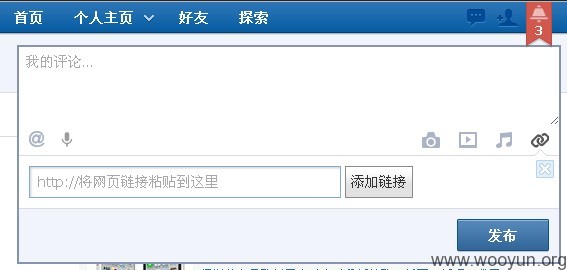 首页 个人主页 好友 探索
3
我的评论...
@
http://将网页链接粘贴到这里 添加链接
发布
www.wooyun.org